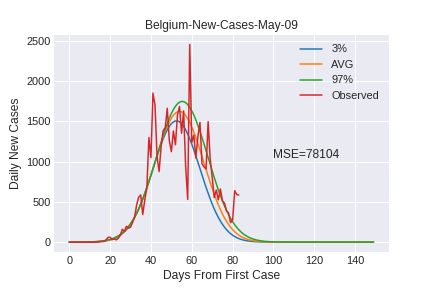 Belgium-New-Cases-May-09
2500
2000
1500
1000
500
0
Daily New Cases
3%
AVG
97%
Observed
MSE=78104
0 20 40 60 80 100 120 140
Days From First Case